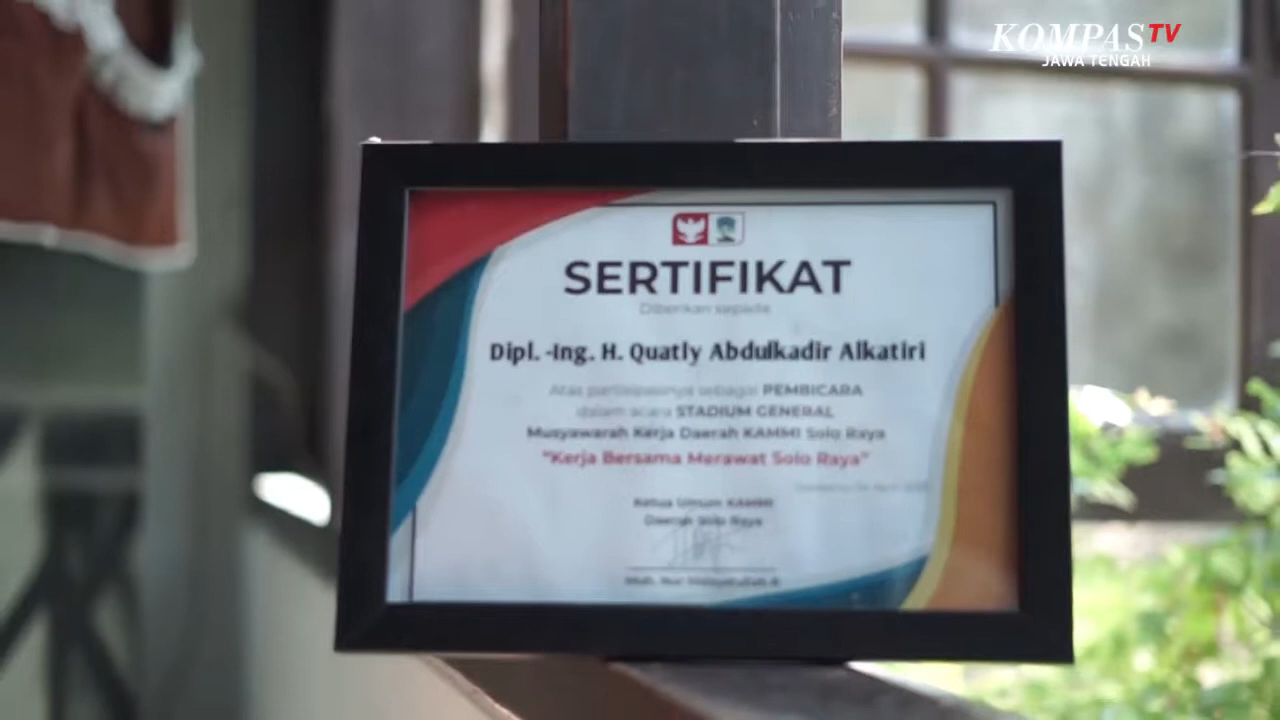 KOMPAS TV
JAWA TENGAH
SERTIFIKAT
Diberikan kepada
Dipl. -Ing. H. Quatly Abdulkadir Alkatiri
Atas partisipasinya sebagai PEMBICARA
dalam acara STADIUM GENERAL
Musyawarah Kerja Daerah KAMMI Solo Raya
"Kerja Bersama Merawat Solo Raya"
Ketua Umum KAMMI
Daerah Solo Raya